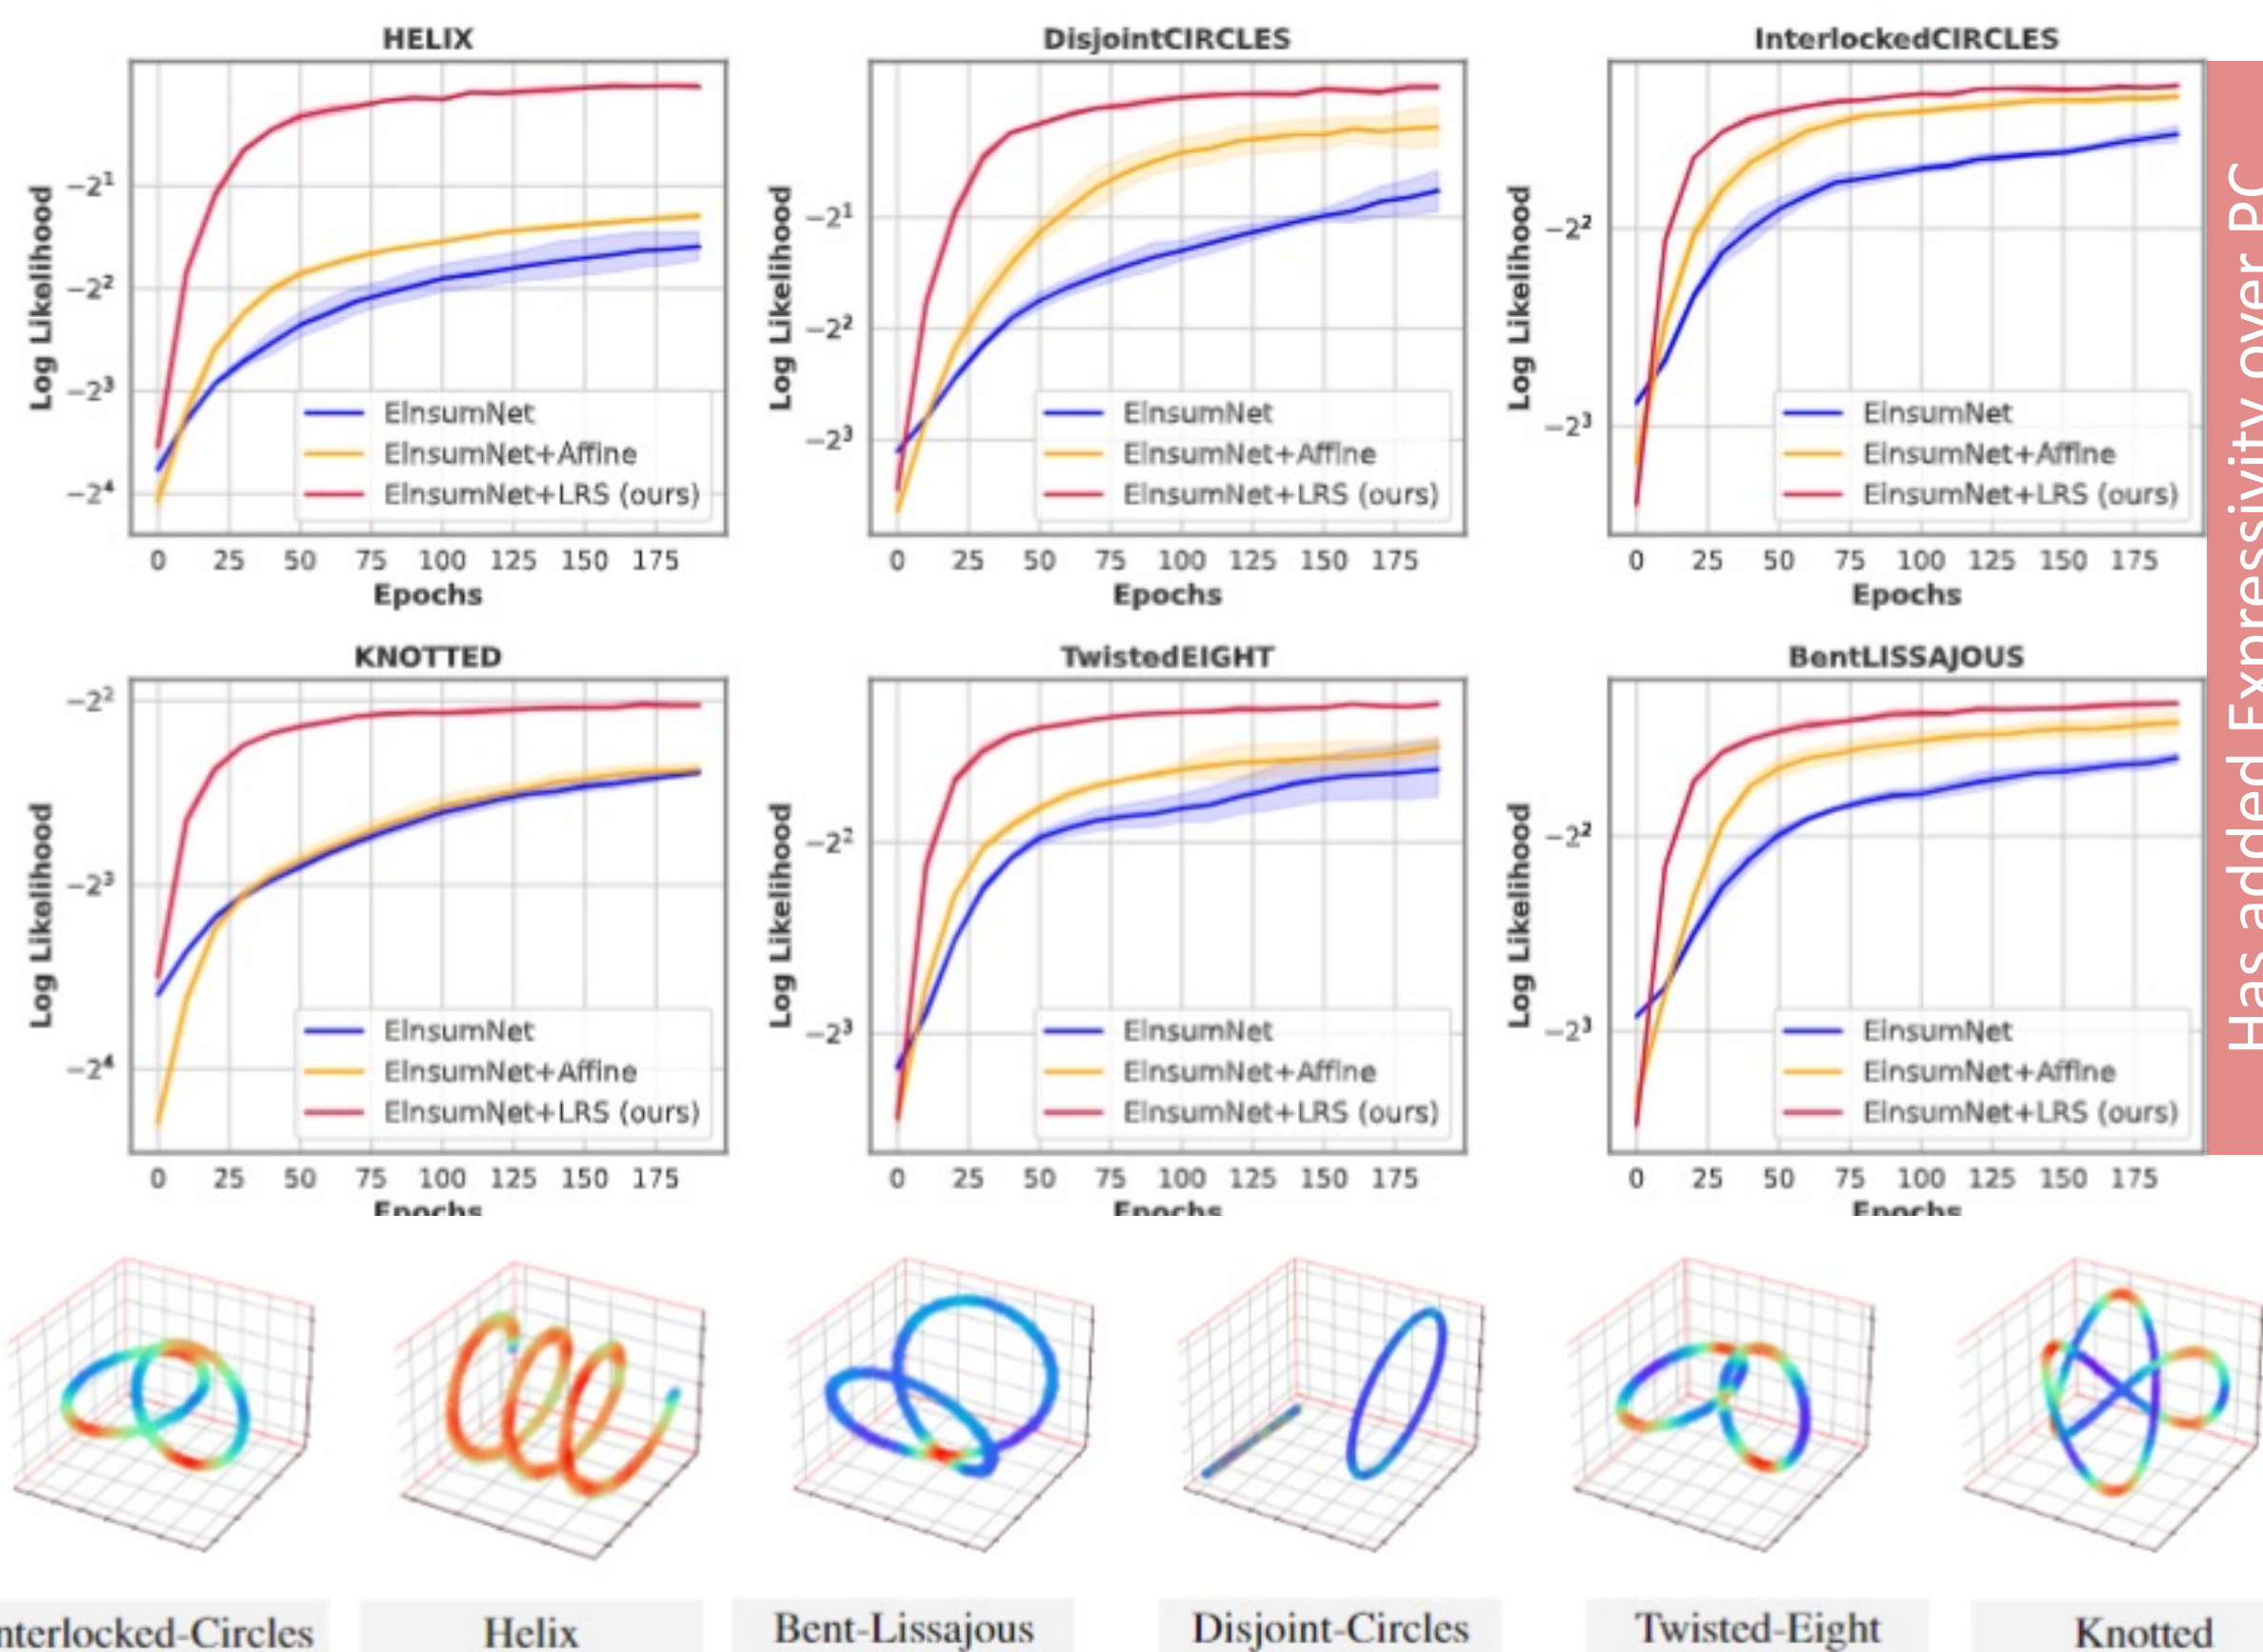 HELIX
DisjointCIRCLES
InterlockedCIRCLES
Log Likelihood
−2¹
−2²
−2³
−2⁴
EinsumNet
EinsumNet+Affine
EinsumNet+LRS (ours)
0 25 50 75 100 125 150 175
Epochs
Log Likelihood
−2¹
−2²
−2³
EinsumNet
EinsumNet+Affine
EinsumNet+LRS (ours)
0 25 50 75 100 125 150 175
Epochs
Log Likelihood
−2²
−2³
EinsumNet
EinsumNet+Affine
EinsumNet+LRS (ours)
0 25 50 75 100 125 150 175
Epochs
KNOTTED
TwistedEIGHT
BentLISSAJOUS
Log Likelihood
−2²
−2³
−2⁴
EinsumNet
EinsumNet+Affine
EinsumNet+LRS (ours)
0 25 50 75 100 125 150 175
Epochs
Log Likelihood
−2²
−2³
EinsumNet
EinsumNet+Affine
EinsumNet+LRS (ours)
0 25 50 75 100 125 150 175
Epochs
Log Likelihood
−2²
−2³
EinsumNet
EinsumNet+Affine
EinsumNet+LRS (ours)
0 25 50 75 100 125 150 175
Epochs
Has added Expressivity over PC
nterlocked-Circles
Helix
Bent-Lissajous
Disjoint-Circles
Twisted-Eight
Knotted